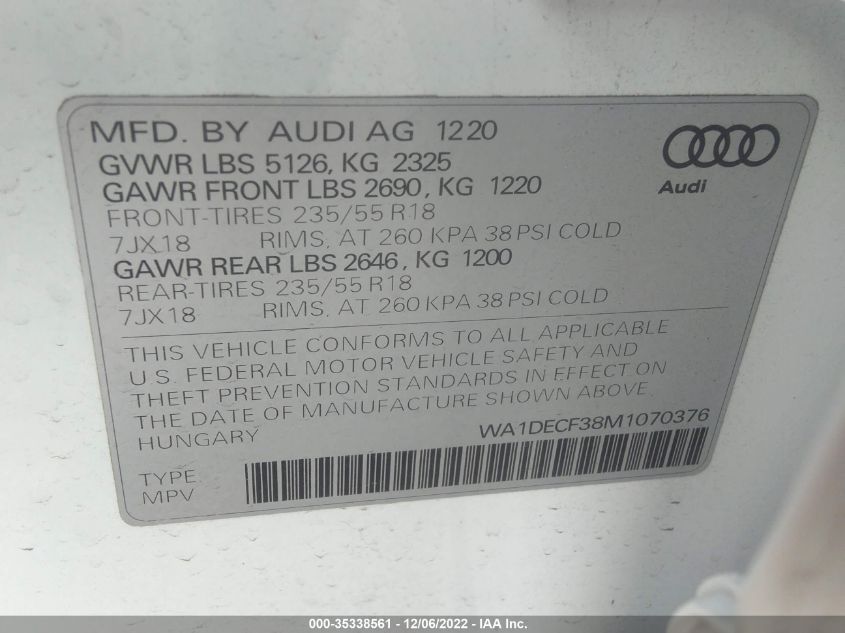 MFD. BY AUDI AG 1220
GVWR LBS 5126, KG 2325
GAWR FRONT LBS 2690, KG 1220
FRONT-TIRES 235/55 R18
7JX18 RIMS, AT 260 KPA 38 PSI COLD
GAWR REAR LBS 2646, KG 1200
REAR-TIRES 235/55 R18
7JX18 RIMS, AT 260 KPA 38 PSI COLD
Audi
THIS VEHICLE CONFORMS TO ALL APPLICABLE
U.S. FEDERAL MOTOR VEHICLE SAFETY AND
THEFT PREVENTION STANDARDS IN EFFECT ON
THE DATE OF MANUFACTURE SHOWN ABOVE.
HUNGARY WA1DECF38M1070376
TYPE
MPV
000-35338561 - 12/06/2022 - IAA Inc.